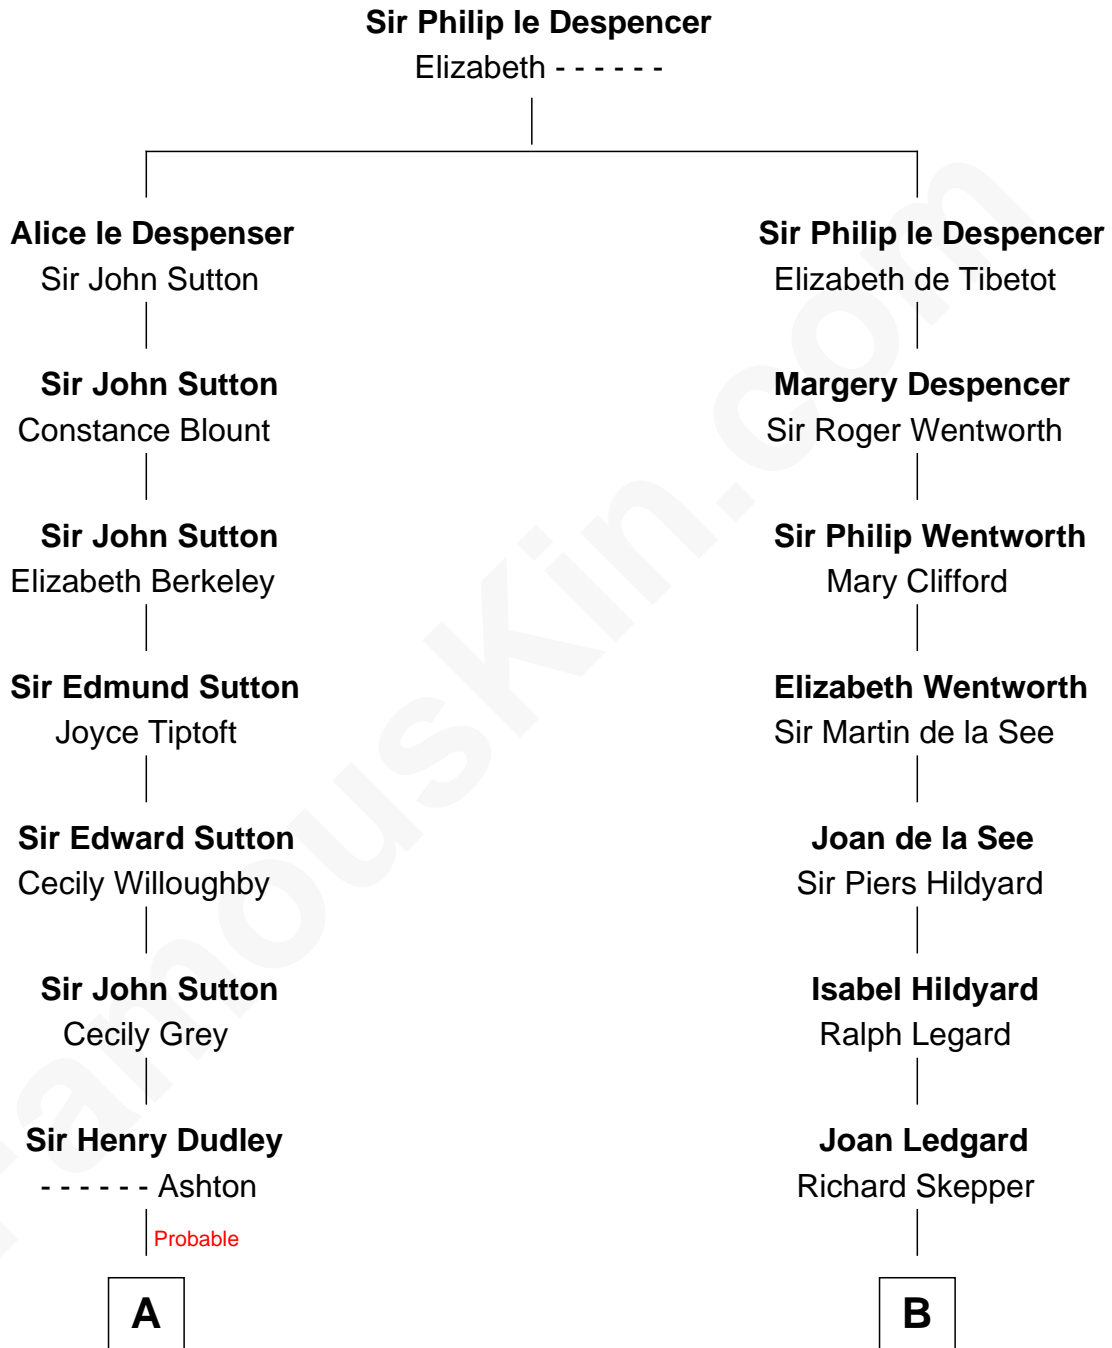 Sir Philip le Despencer
Elizabeth - - - - - -
Alice le Despenser
Sir John Sutton
Sir John Sutton
Constance Blount
Sir John Sutton
Elizabeth Berkeley
Sir Edmund Sutton
Joyce Tiptoft
Sir Edward Sutton
Cecily Willoughby
Sir John Sutton
Cecily Grey
Sir Henry Dudley
- - - - - - Ashton
Probable
A
Sir Philip le Despencer
Elizabeth de Tibetot
Margery Despencer
Sir Roger Wentworth
Sir Philip Wentworth
Mary Clifford
Elizabeth Wentworth
Sir Martin de la See
Joan de la See
Sir Piers Hildyard
Isabel Hildyard
Ralph Legard
Joan Ledgard
Richard Skepper
B
FamousKin.com